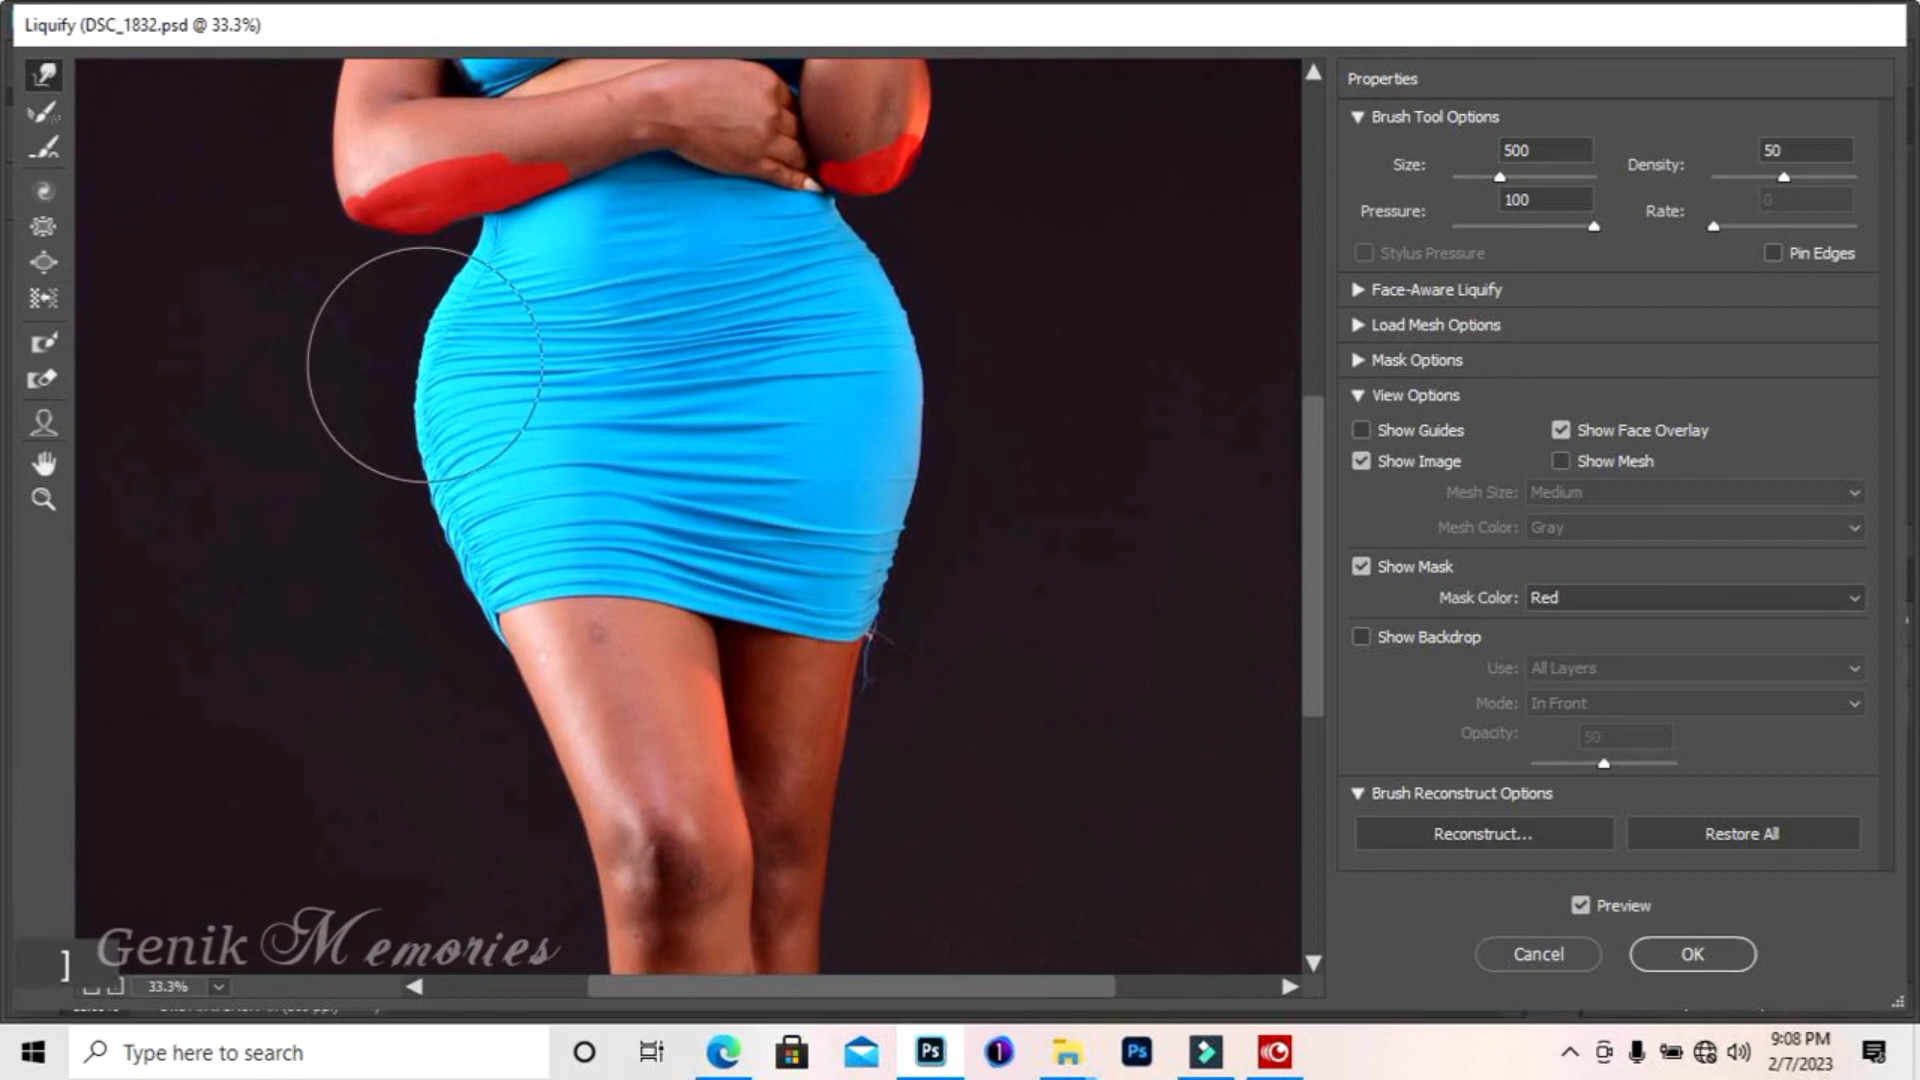 Liquify (DSC_1832.psd @ 33.3%)
Properties
Brush Tool Options
Size: 500
Density: 50
Pressure: 100
Rate: 0
Stylus Pressure
Pin Edges
Face-Aware Liquify
Load Mesh Options
Mask Options
View Options
Show Guides
Show Face Overlay
Show Image
Show Mesh
Mesh Size: Medium
Mesh Color: Gray
Show Mask
Mask Color: Red
Show Backdrop
Use: All Layers
Mode: In Front
Opacity: 50
Brush Reconstruct Options
Reconstruct...
Restore All
Preview
Cancel
OK
Genik Memories
]
33.3%
Type here to search
Ps
1
Ps
9:08 PM
2/7/2023